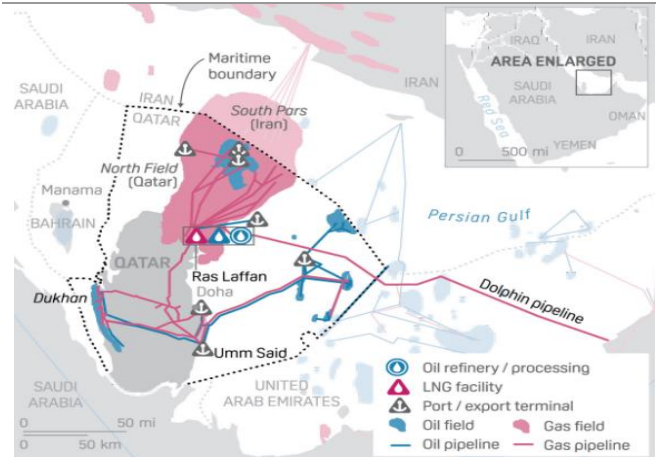 Maritime
boundary
IRAN
QATAR
South Pars
(Iran)
IRAN
SAUDI
ARABIA
North Field
(Qatar)
Manama
BAHRAIN
QATAR
Ras Laffan
Doha
Dukhan
Umm Said
SAUDI
ARABIA
UNITED
ARAB EMIRATES
Persian Gulf
Dolphin pipeline
IRAQ
IRAN
AREA ENLARGED
SAUDI
ARABIA
Red Sea
OMAN
YEMEN
0 500 mi
0 50 mi
0 50 km
Oil refinery / processing
LNG facility
Port / export terminal
Oil field
Gas field
Oil pipeline
Gas pipeline